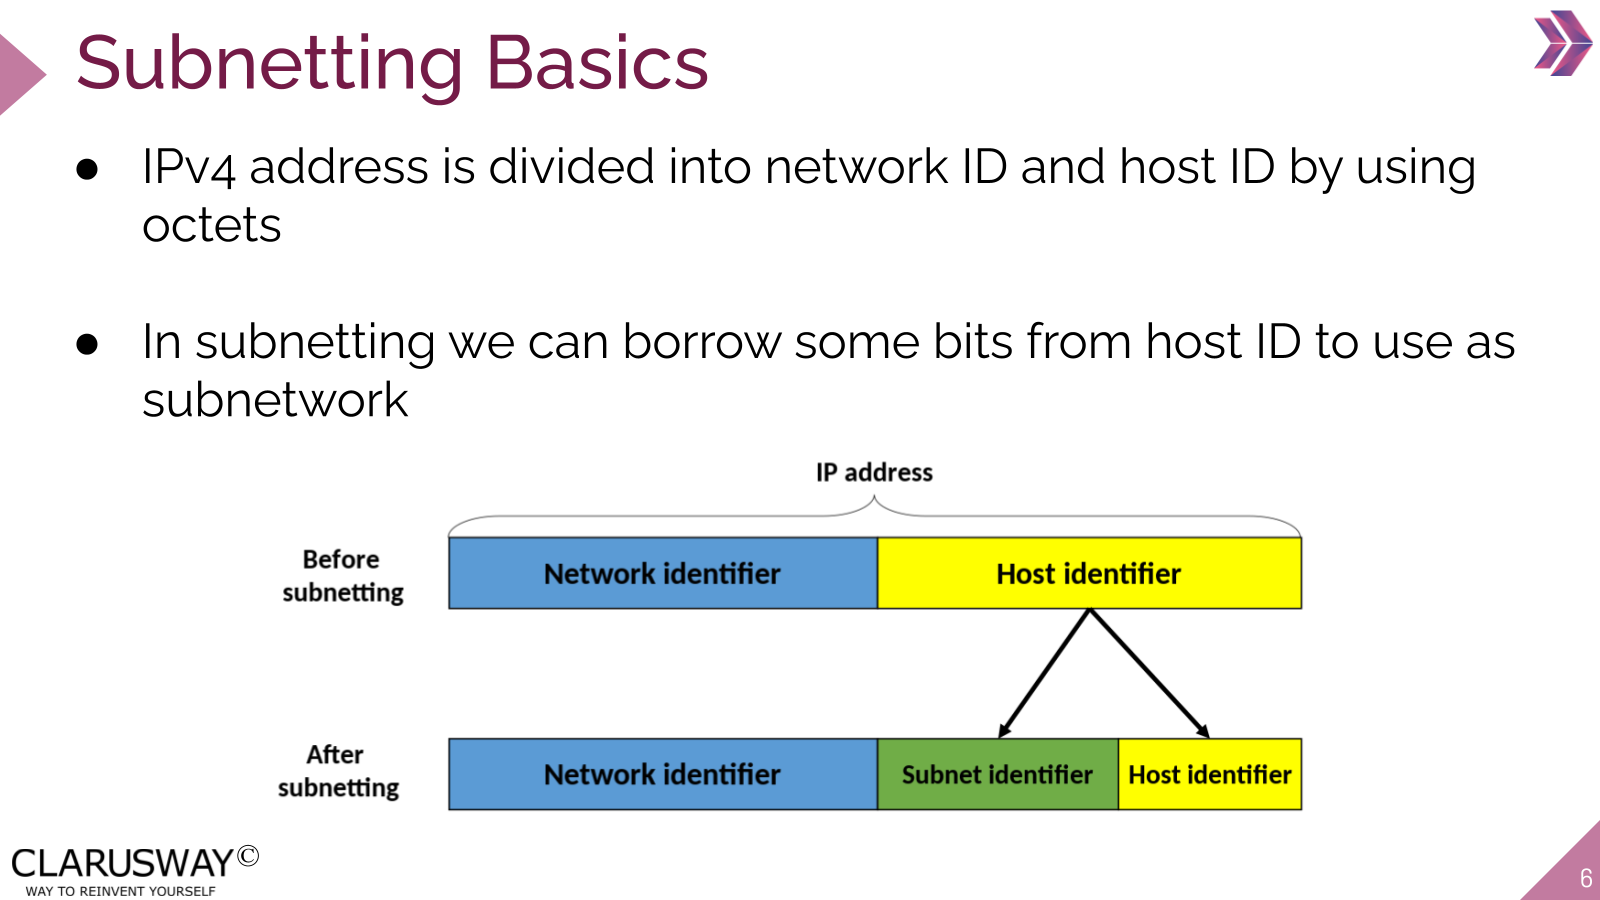 Subnetting Basics
● IPv4 address is divided into network ID and host ID by using
octets
● In subnetting we can borrow some bits from host ID to use as
subnetwork
IP address
Before
subnetting
Network identifier Host identifier
After
subnetting
Network identifier Subnet identifier Host identifier
CLARUSWAY©
WAY TO REINVENT YOURSELF
6